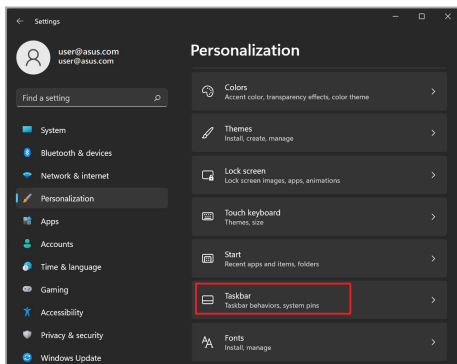 Settings
user@asus.com
user@asus.com
Find a setting
System
Bluetooth & devices
Network & internet
Personalization
Apps
Accounts
Time & language
Gaming
Accessibility
Privacy & security
Windows Update
Personalization
Colors
Accent color, transparency effects, color theme
Themes
Install, create, manage
Lock screen
Lock screen images, apps, animations
Touch keyboard
Themes, size
Start
Recent apps and items, folders
Taskbar
Taskbar behaviors, system pins
Fonts
Install, manage